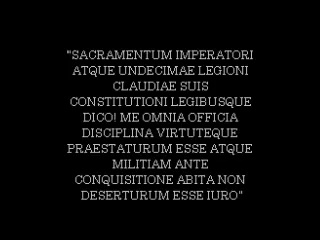 "SACRAMENTUM IMPERATORI
ATQUE UNDECIMAE LEGIONI
CLAUDIAE SUIS
CONSTITUTIONI LEGIBUSQUE
DICO! ME OMNIA OFFICIA
DISCIPLINA VIRTUTEQUE
PRAESTATURUM ESSE ATQUE
MILITIAM ANTE
CONQUISITIONE ABITA NON
DESERTURUM ESSE IURO"